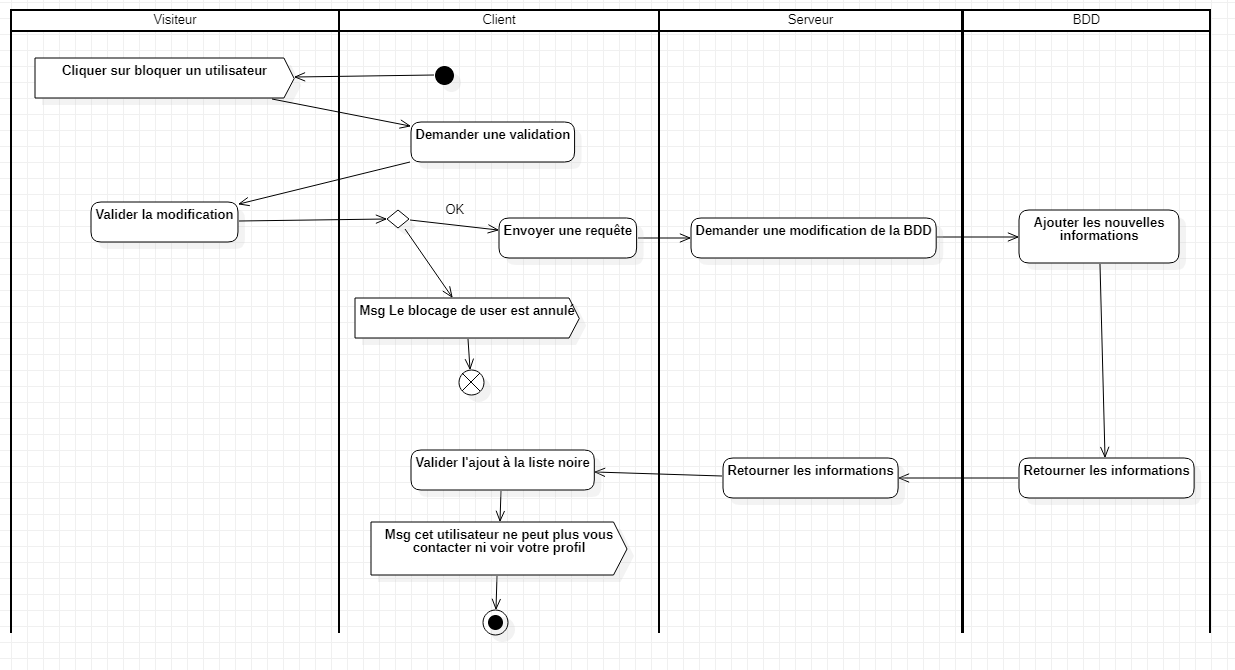 Visiteur
Client
Serveur
BDD
Cliquer sur bloquer un utilisateur
Demander une validation
Valider la modification
OK
Envoyer une requête
Demander une modification de la BDD
Ajouter les nouvelles
informations
Msg Le blocage de user est annulé
Valider l'ajout à la liste noire
Retourner les informations
Retourner les informations
Msg cet utilisateur ne peut plus vous
contacter ni voir votre profil